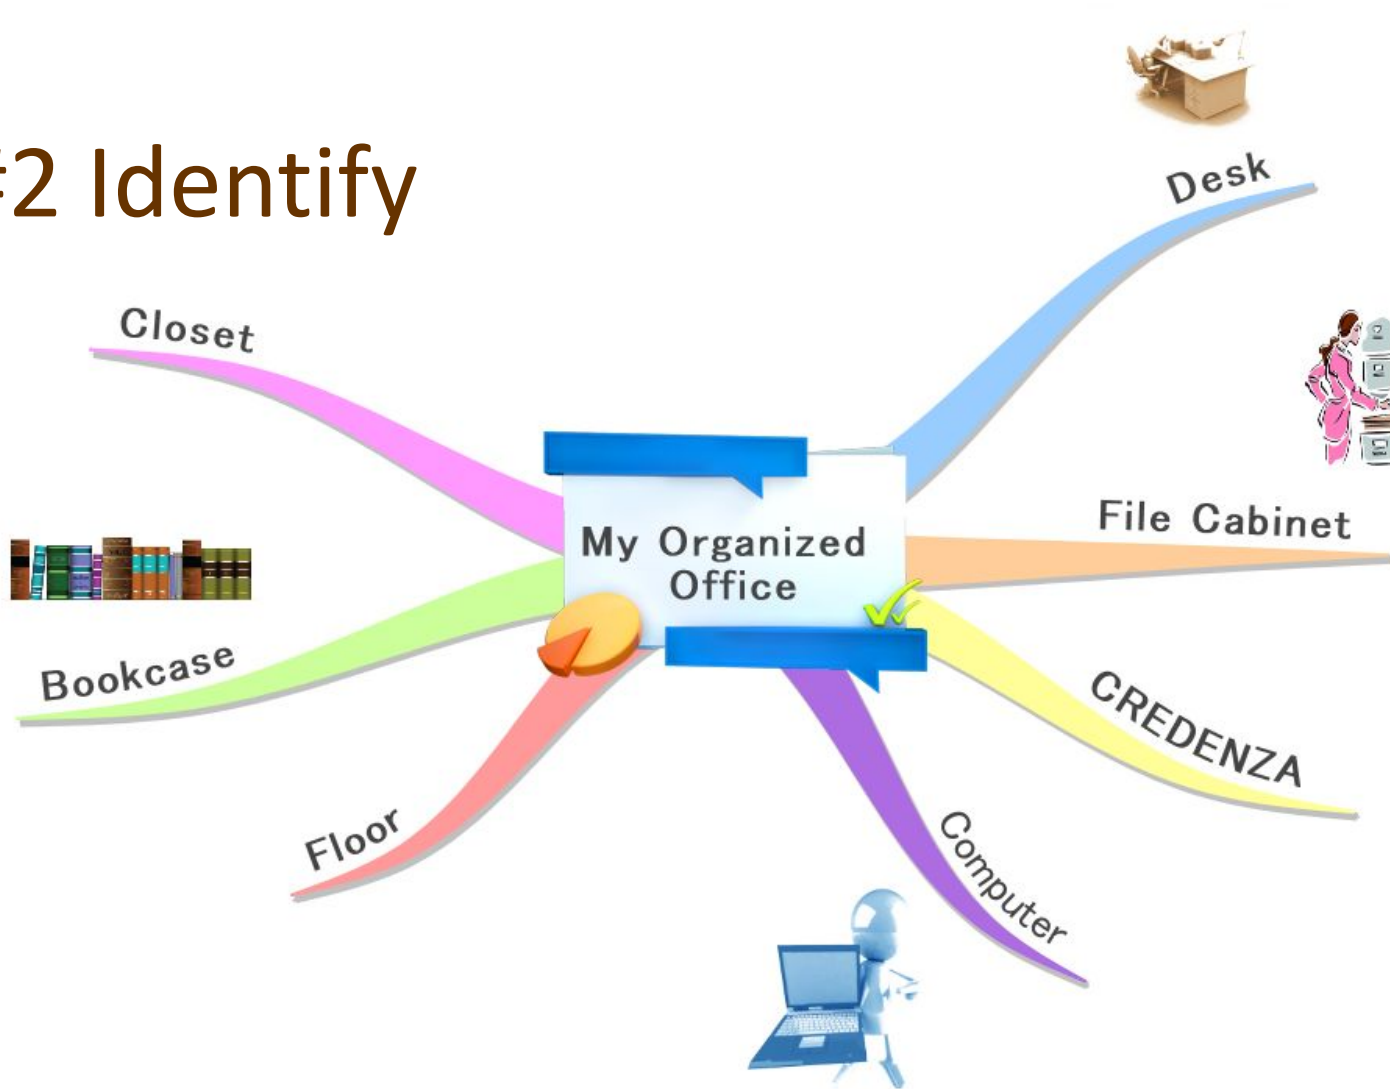 #2 Identify
Desk
Closet
File Cabinet
My Organized
Office
Bookcase
CREDENZA
Floor
Computer